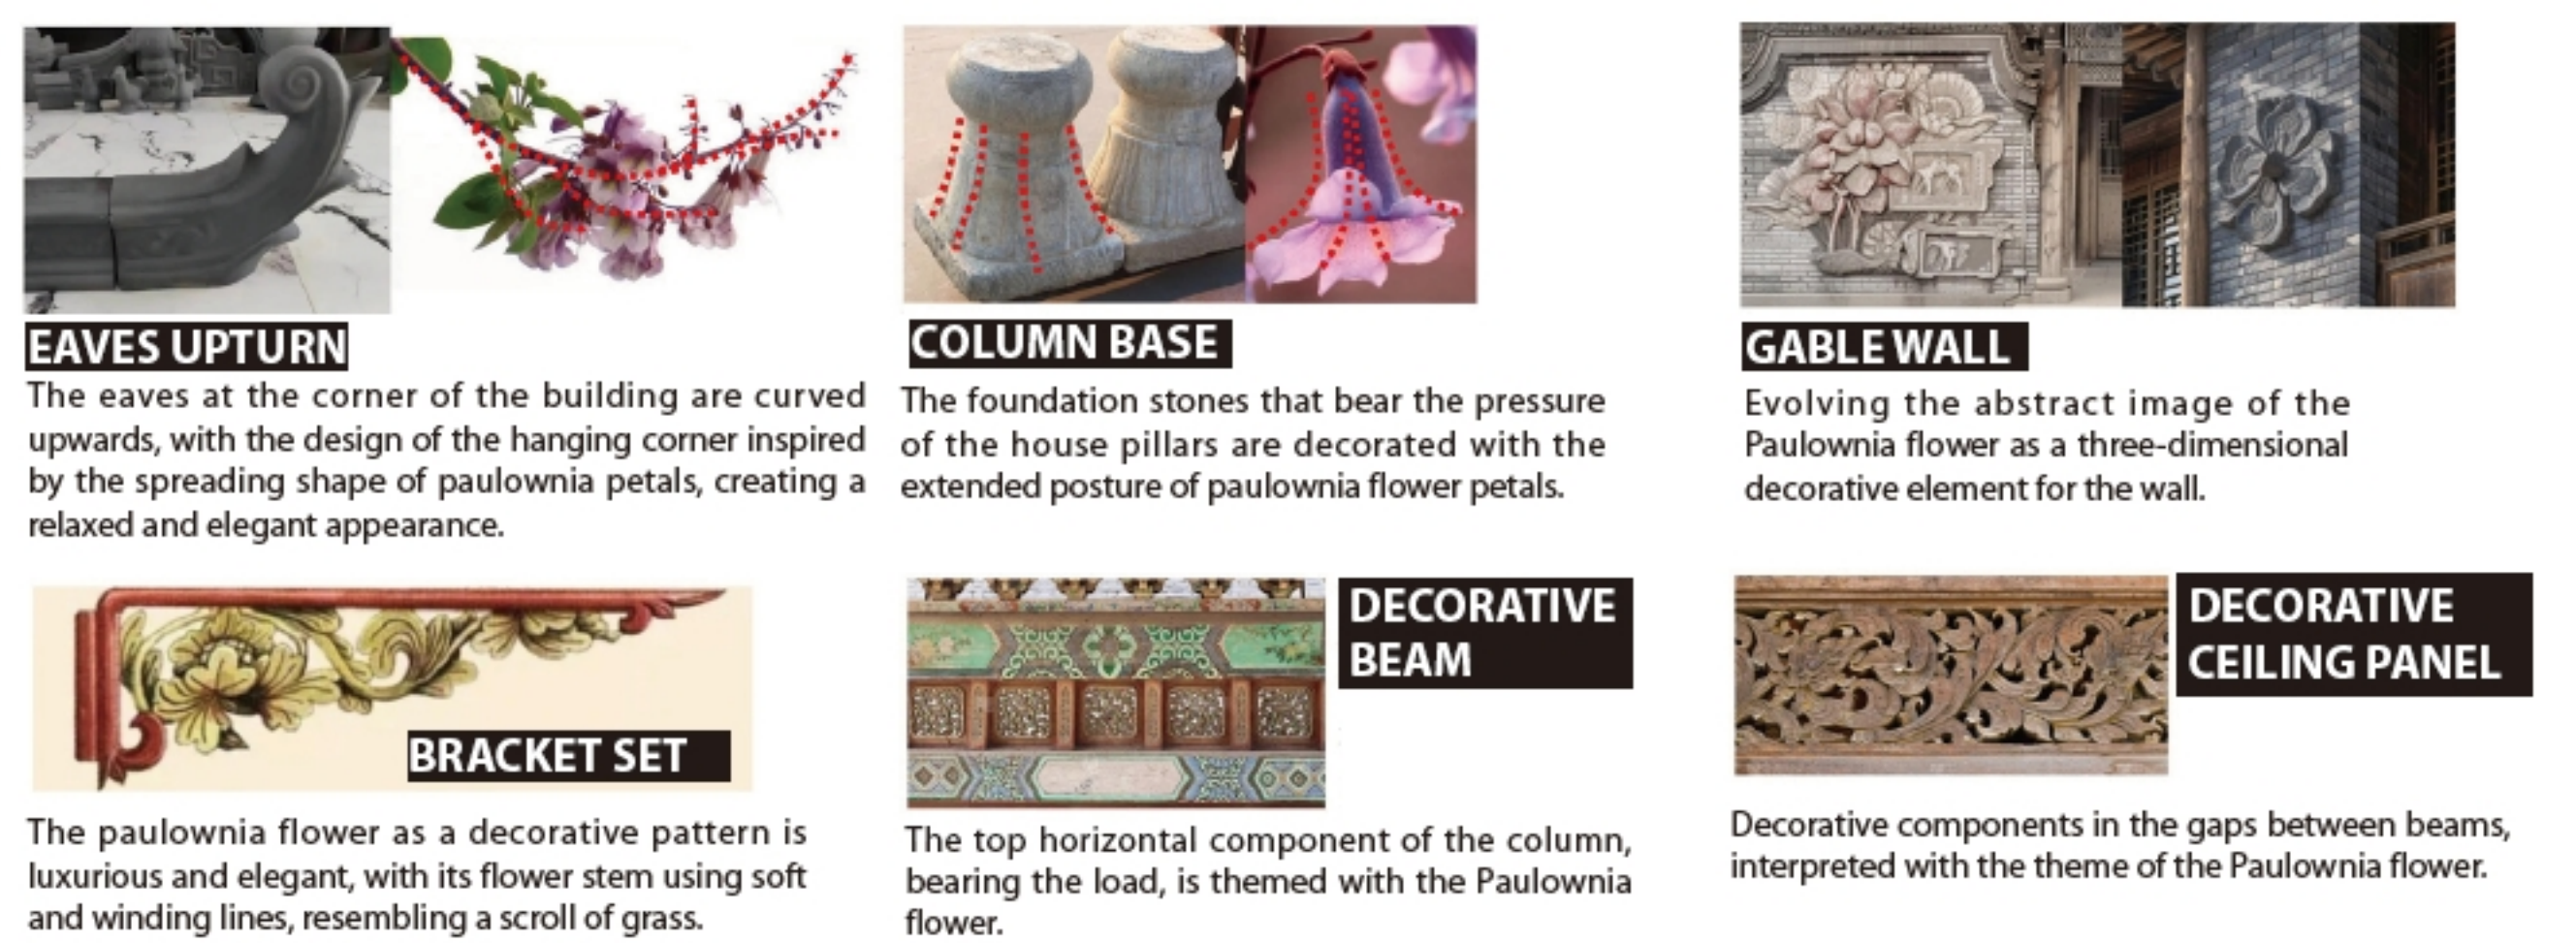 EAVES UPTURN
The eaves at the corner of the building are curved
upwards, with the design of the hanging corner inspired
by the spreading shape of paulownia petals, creating a
relaxed and elegant appearance.
COLUMN BASE
The foundation stones that bear the pressure
of the house pillars are decorated with the
extended posture of paulownia flower petals.
GABLE WALL
Evolving the abstract image of the
Paulownia flower as a three-dimensional
decorative element for the wall.
BRACKET SET
The paulownia flower as a decorative pattern is
luxurious and elegant, with its flower stem using soft
and winding lines, resembling a scroll of grass.
DECORATIVE
BEAM
The top horizontal component of the column,
bearing the load, is themed with the Paulownia
flower.
DECORATIVE
CEILING PANEL
Decorative components in the gaps between beams,
interpreted with the theme of the Paulownia flower.